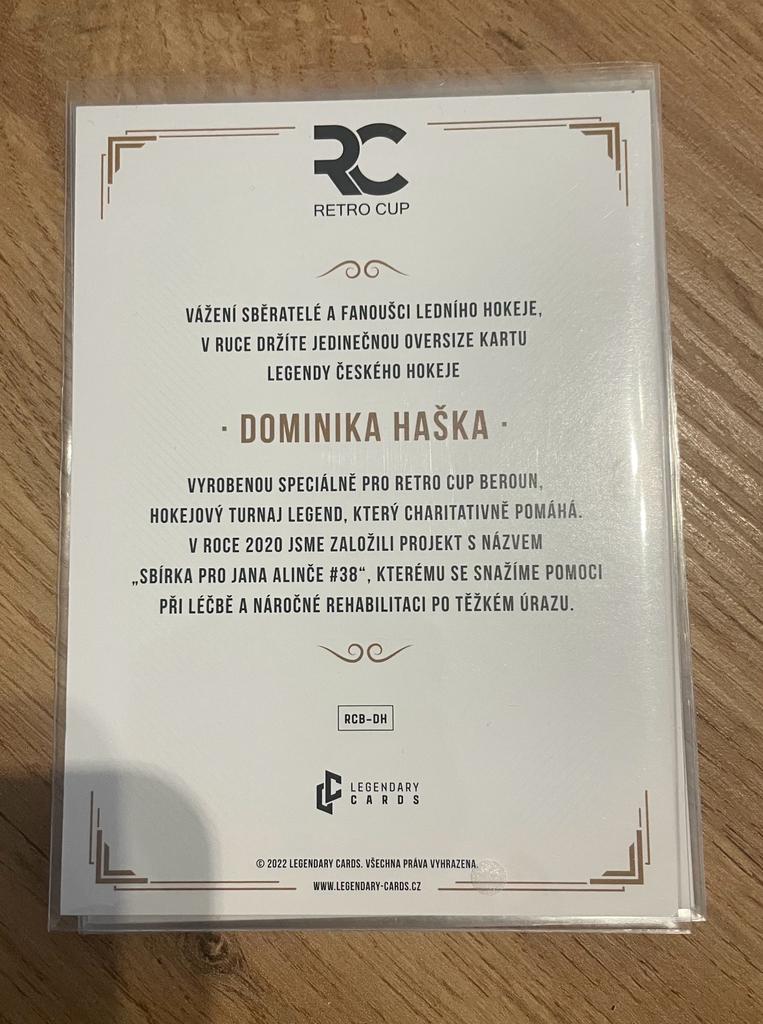 RC
RETRO CUP
VÁŽENÍ SBĚRATELÉ A FANOUŠCI LEDNÍHO HOKEJE,
V RUCE DRŽÍTE JEDINEČNOU OVERSIZE KARTU
LEGENDY ČESKÉHO HOKEJE
· DOMINIKA HAŠKA ·
VYROBENOU SPECIÁLNĚ PRO RETRO CUP BEROUN,
HOKEJOVÝ TURNAJ LEGEND, KTERÝ CHARITATIVNĚ POMÁHÁ.
V ROCE 2020 JSME ZALOŽILI PROJEKT S NÁZVEM
„SBÍRKA PRO JANA ALINČE #38“, KTERÉMU SE SNAŽÍME POMOCI
PŘI LÉČBĚ A NÁROČNÉ REHABILITACI PO TĚŽKÉM ÚRAZU.
RCB-DH
LEGENDARY
CARDS
© 2022 LEGENDARY CARDS. VŠECHNA PRÁVA VYHRAZENA.
WWW.LEGENDARY-CARDS.CZ